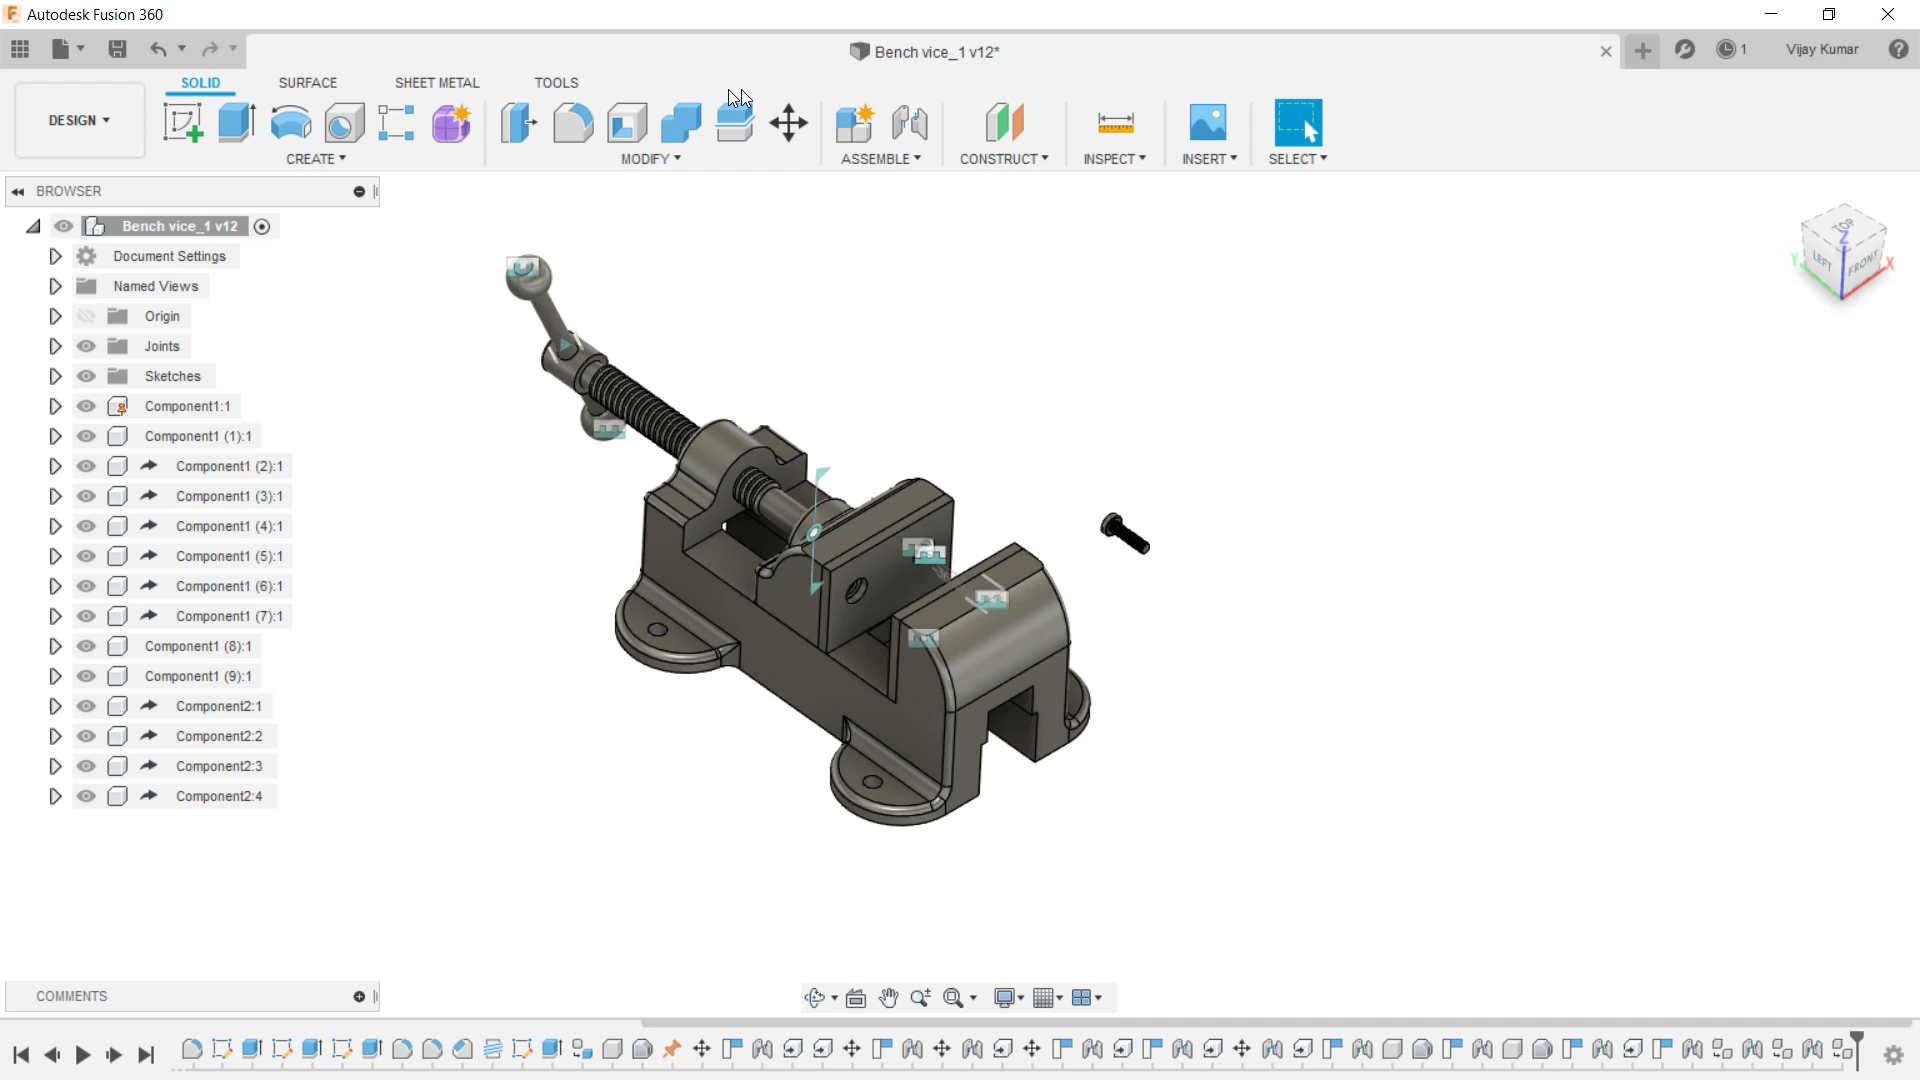 Autodesk Fusion 360
Bench vice_1 v12*
1
Vijay Kumar
DESIGN
SOLID
SURFACE
SHEET METAL
TOOLS
CREATE
MODIFY
ASSEMBLE
CONSTRUCT
INSPECT
INSERT
SELECT
BROWSER
Bench vice_1 v12
Document Settings
Named Views
Origin
Joints
Sketches
Component1:1
Component1 (1):1
Component1 (2):1
Component1 (3):1
Component1 (4):1
Component1 (5):1
Component1 (6):1
Component1 (7):1
Component1 (8):1
Component1 (9):1
Component2:1
Component2:2
Component2:3
Component2:4
TOP
Z
LEFT
FRONT
Y
X
COMMENTS